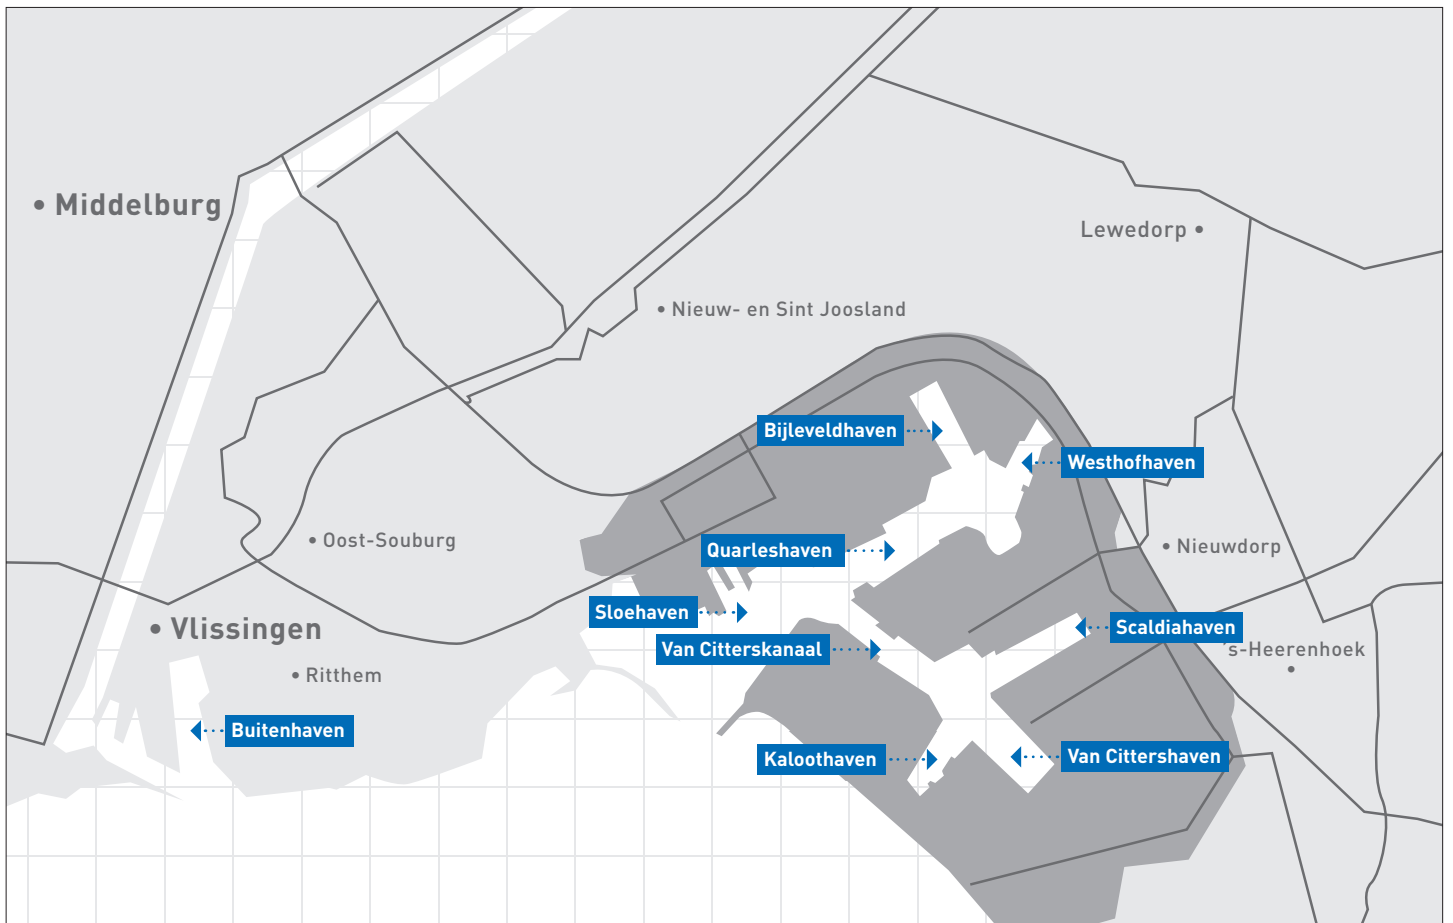 • Middelburg
Lewedorp •
• Nieuw- en Sint Joosland
Bijleveldhaven
Westhofhaven
• Oost-Souburg
Quarleshaven
• Nieuwdorp
Sloehaven
• Vlissingen
Scaldiahaven
Van Citterskanaal
's-Heerenhoek
• Ritthem
Buitenhaven
Kaloothaven
Van Cittershaven